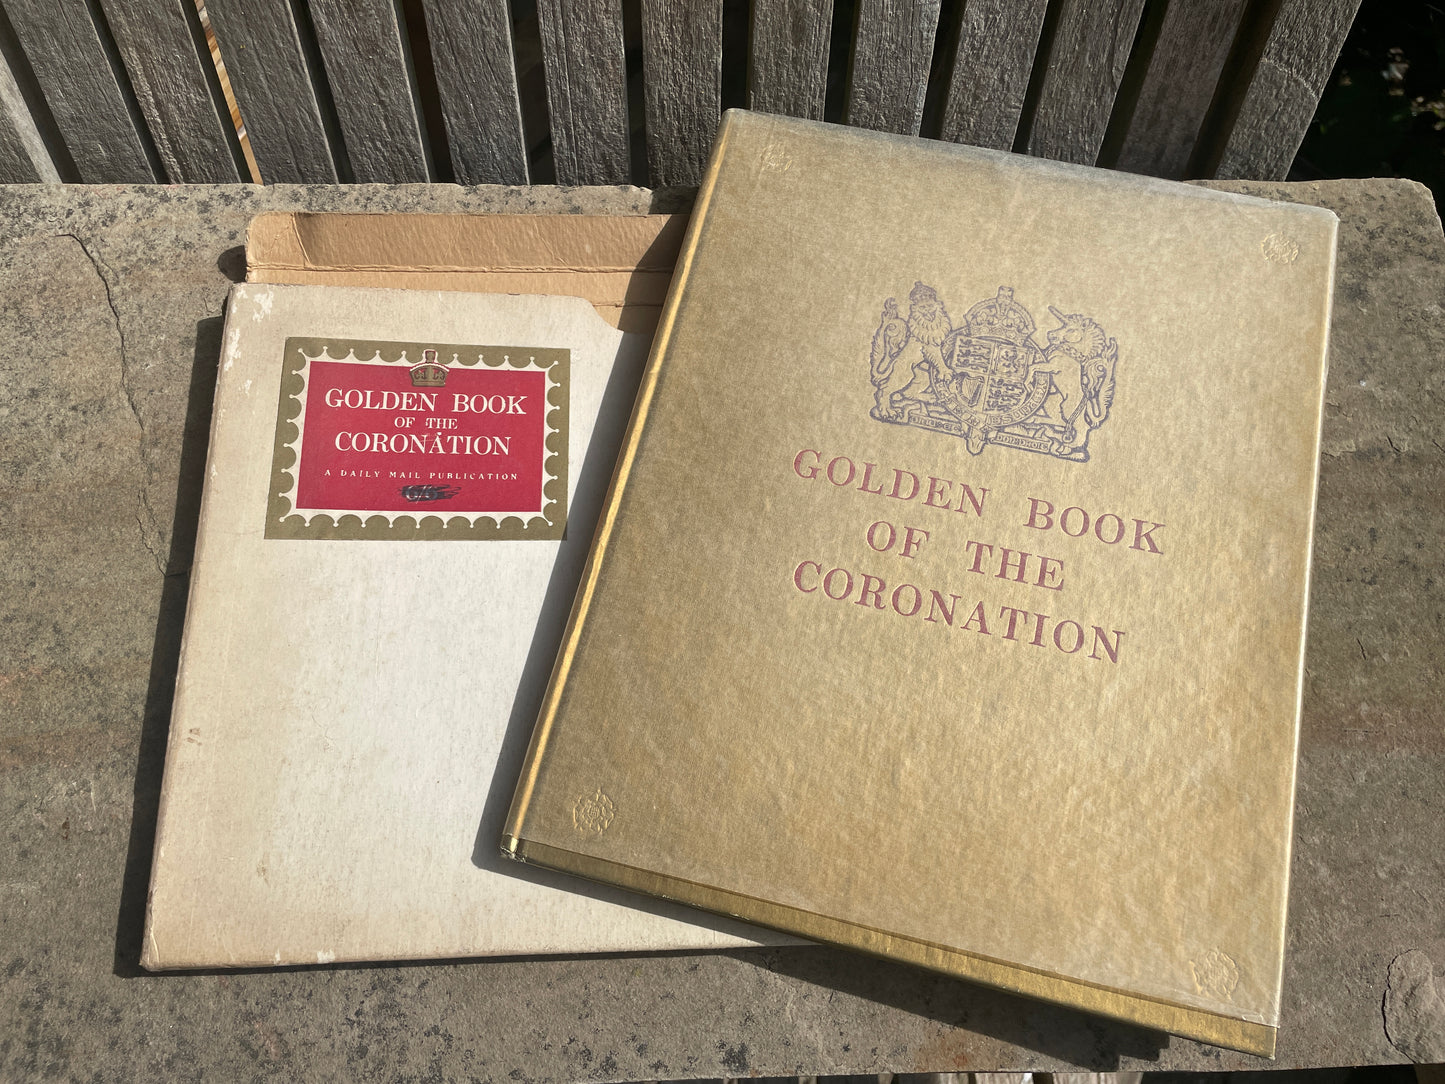 GOLDEN BOOK
OF THE
CORONATION
A DAILY MAIL PUBLICATION
GOLDEN BOOK
OF THE
CORONATION